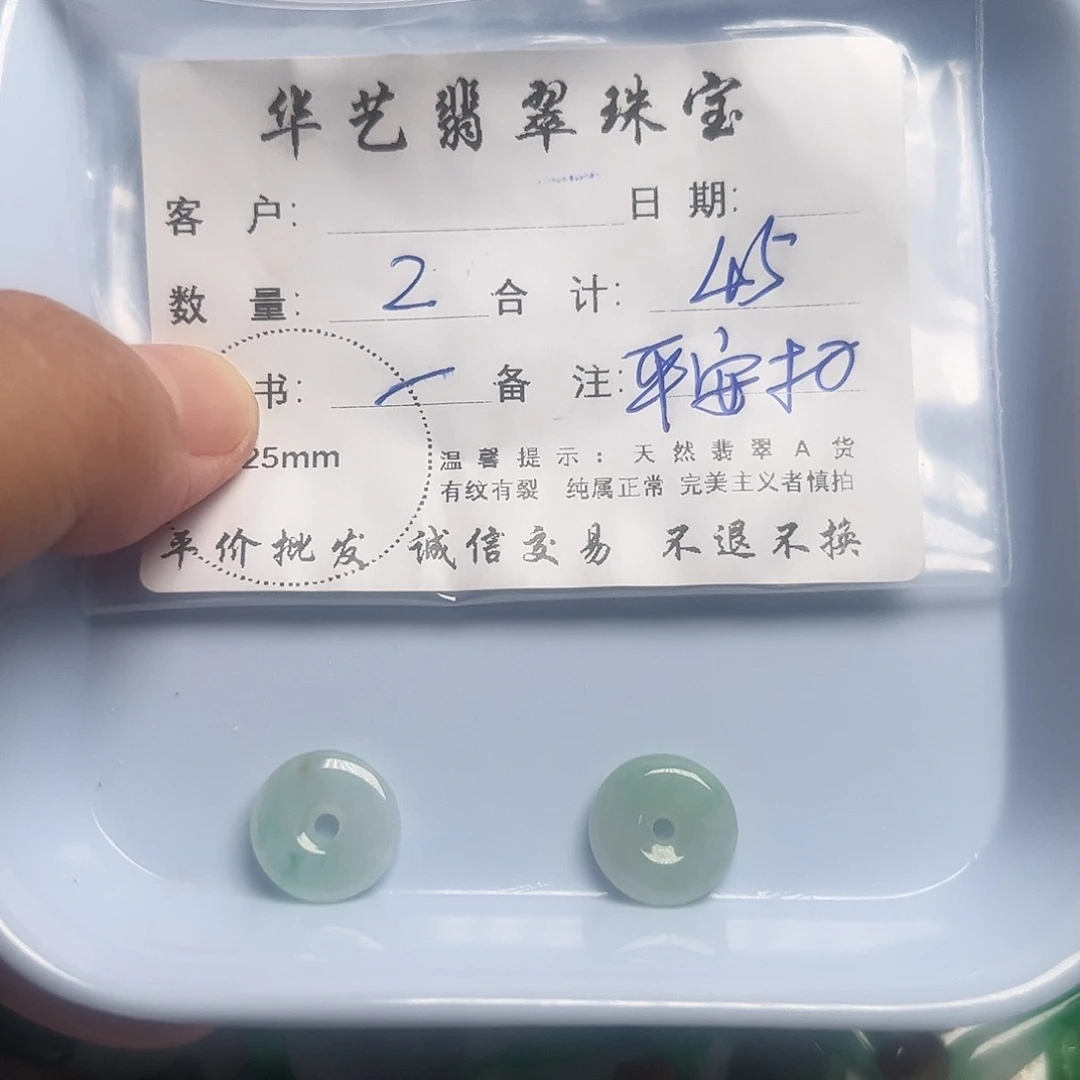 华艺翡翠珠宝
客 户: 日 期:
数 量: 2 合 计: 45
书: 一 备 注: 平安扣
25mm 温馨提示：天然翡翠A货
有纹有裂 纯属正常 完美主义者慎拍
平价批发 诚信交易 不退不换